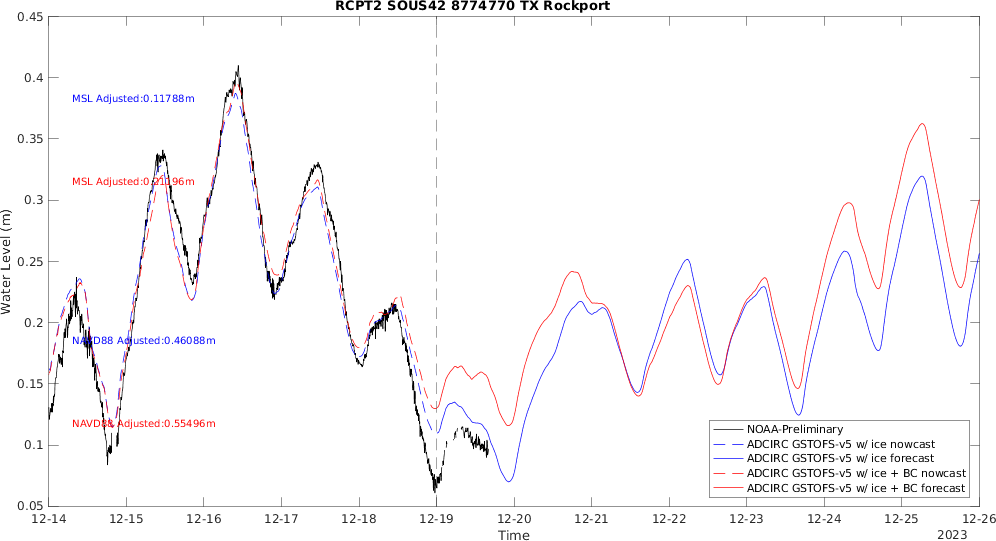 RCPT2 SOUS42 8774770 TX Rockport
0.45
0.4
0.35
0.3
0.25
0.2
0.15
0.1
0.05
Water Level (m)
MSL Adjusted:0.11788m
MSL Adjusted:0.21196m
NAVD88 Adjusted:0.46088m
NAVD88 Adjusted:0.55496m
NOAA-Preliminary
ADCIRC GSTOFS-v5 w/ ice nowcast
ADCIRC GSTOFS-v5 w/ ice forecast
ADCIRC GSTOFS-v5 w/ ice + BC nowcast
ADCIRC GSTOFS-v5 w/ ice + BC forecast
12-14 12-15 12-16 12-17 12-18 12-19 12-20 12-21 12-22 12-23 12-24 12-25 12-26
Time
2023